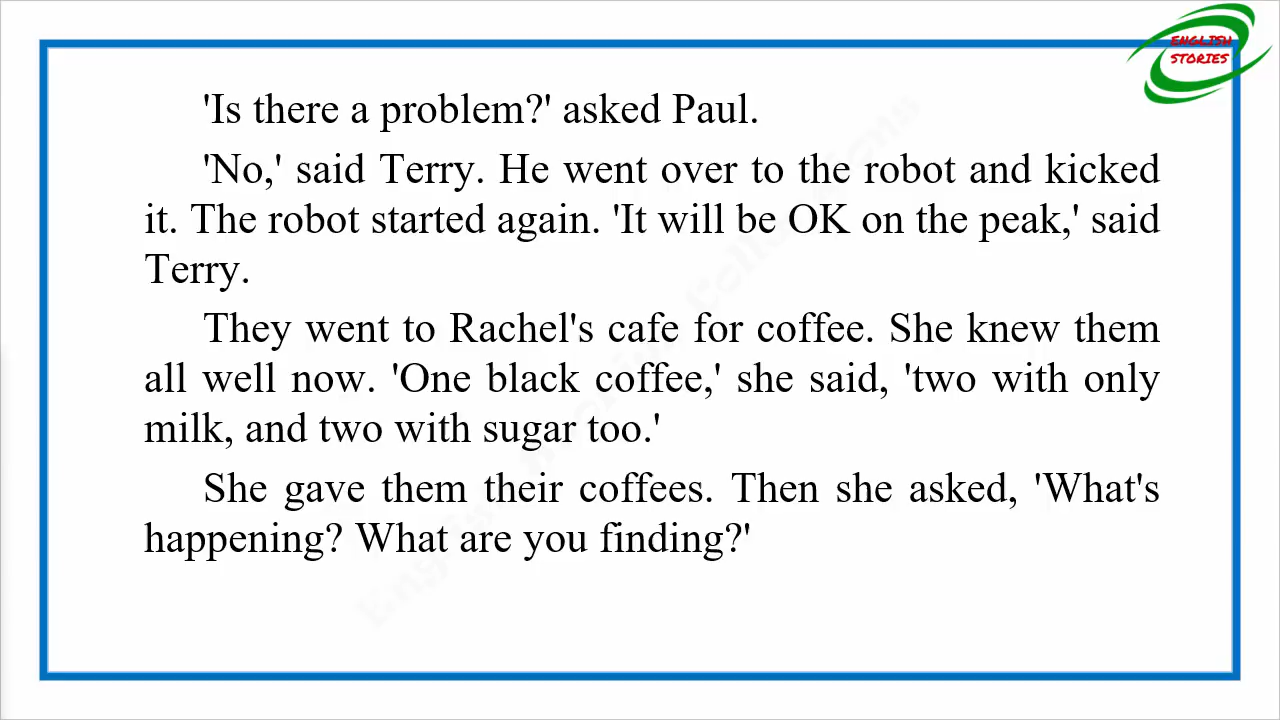 ENGLISH
STORIES
'Is there a problem?' asked Paul.
'No,' said Terry. He went over to the robot and kicked
it. The robot started again. 'It will be OK on the peak,' said
Terry.
They went to Rachel's cafe for coffee. She knew them
all well now. 'One black coffee,' she said, 'two with only
milk, and two with sugar too.'
She gave them their coffees. Then she asked, 'What's
happening? What are you finding?'